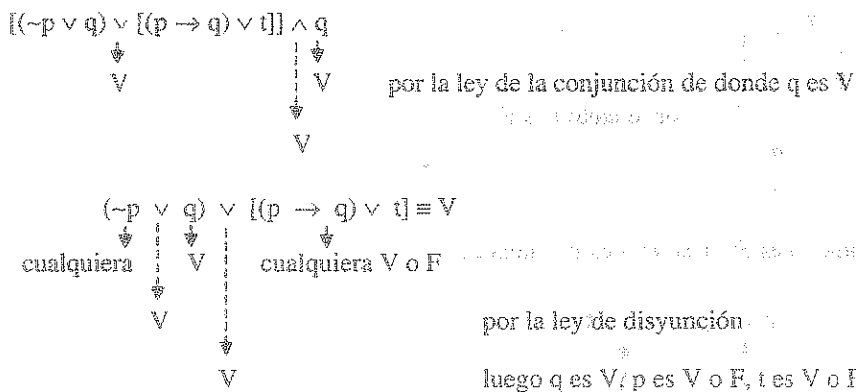 [(~p ∨ q) ∨ [(p → q) ∨ t]] ∧ q
V V por la ley de la conjunción de donde q es V
V
(~p ∨ q) ∨ [(p → q) ∨ t] ≡ V
cualquiera V cualquiera V o F
V por la ley de disyunción
V luego q es V, p es V o F, t es V o F